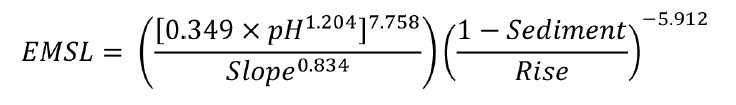 EMSL = ([0.349 × pH^1.204]^7.758 / Slope^0.834) (1 − Sediment / Rise)^−5.912